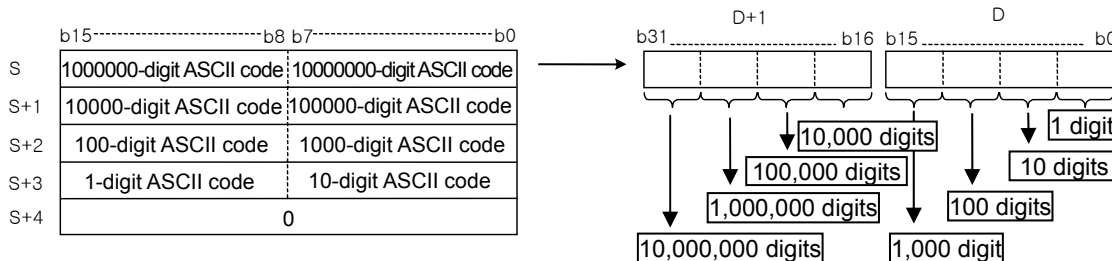 b15 b8 b7 b0
S 1000000-digit ASCII code 10000000-digit ASCII code
S+1 10000-digit ASCII code 100000-digit ASCII code
S+2 100-digit ASCII code 1000-digit ASCII code
S+3 1-digit ASCII code 10-digit ASCII code
S+4 0
D+1 D
b31 b16 b15 b0
1 digit
10,000 digits
10 digits
100,000 digits
1,000,000 digits 100 digits
10,000,000 digits 1,000 digit